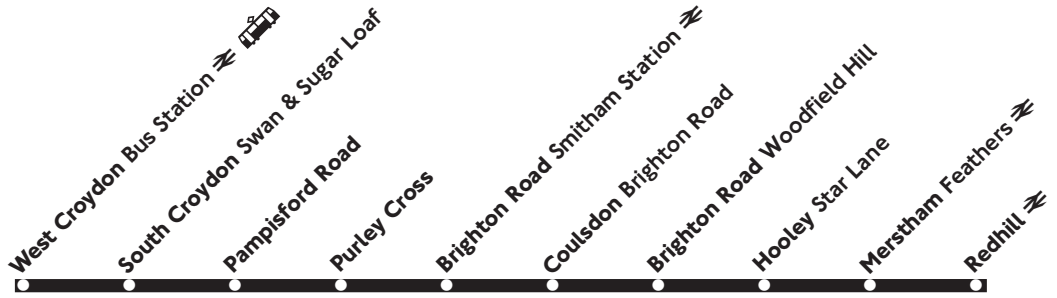 West Croydon Bus Station
South Croydon Swan & Sugar Loaf
Pampisford Road
Purley Cross
Brighton Road Smitham Station
Coulsdon Brighton Road
Brighton Road Woodfield Hill
Hooley Star Lane
Merstham Feathers
Redhill